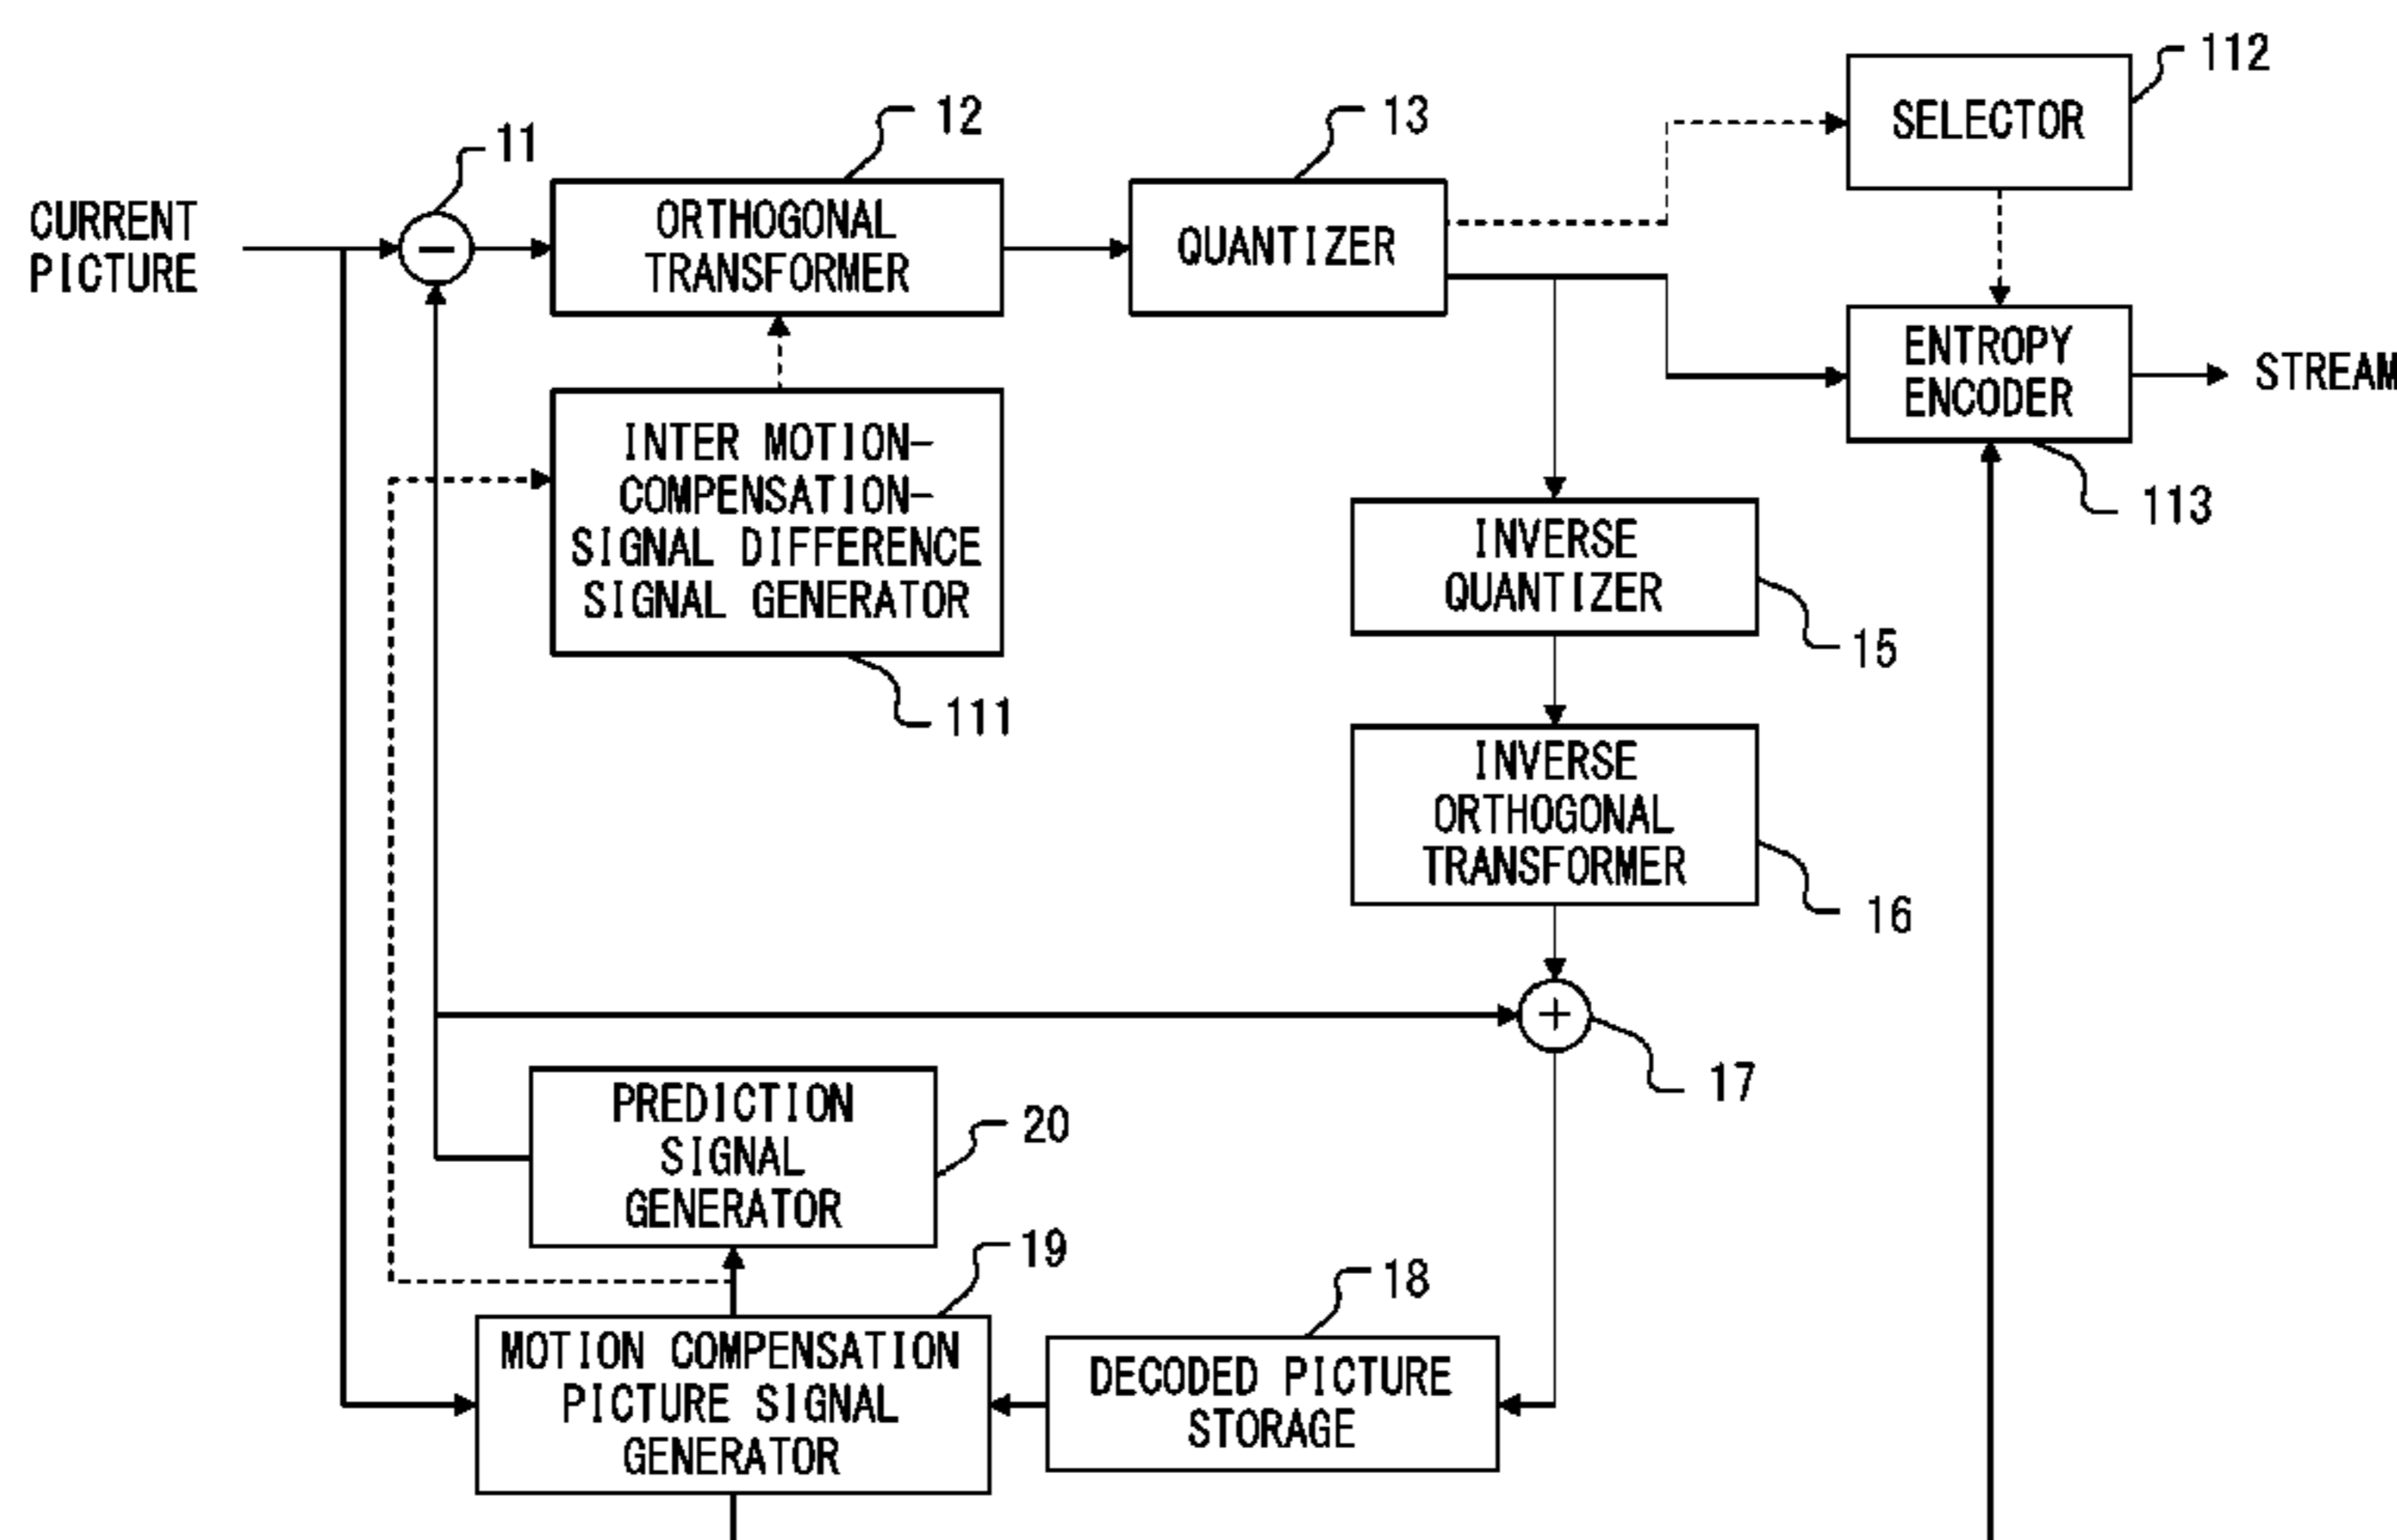 112
SELECTOR
12
13
11
CURRENT
PICTURE
ORTHOGONAL
TRANSFORMER
QUANTIZER
ENTROPY
ENCODER
STREAM
113
INTER MOTION-
COMPENSATION-
SIGNAL DIFFERENCE
SIGNAL GENERATOR
111
INVERSE
QUANTIZER
15
INVERSE
ORTHOGONAL
TRANSFORMER
16
17
PREDICTION
SIGNAL
GENERATOR
20
19
18
MOTION COMPENSATION
PICTURE SIGNAL
GENERATOR
DECODED PICTURE
STORAGE